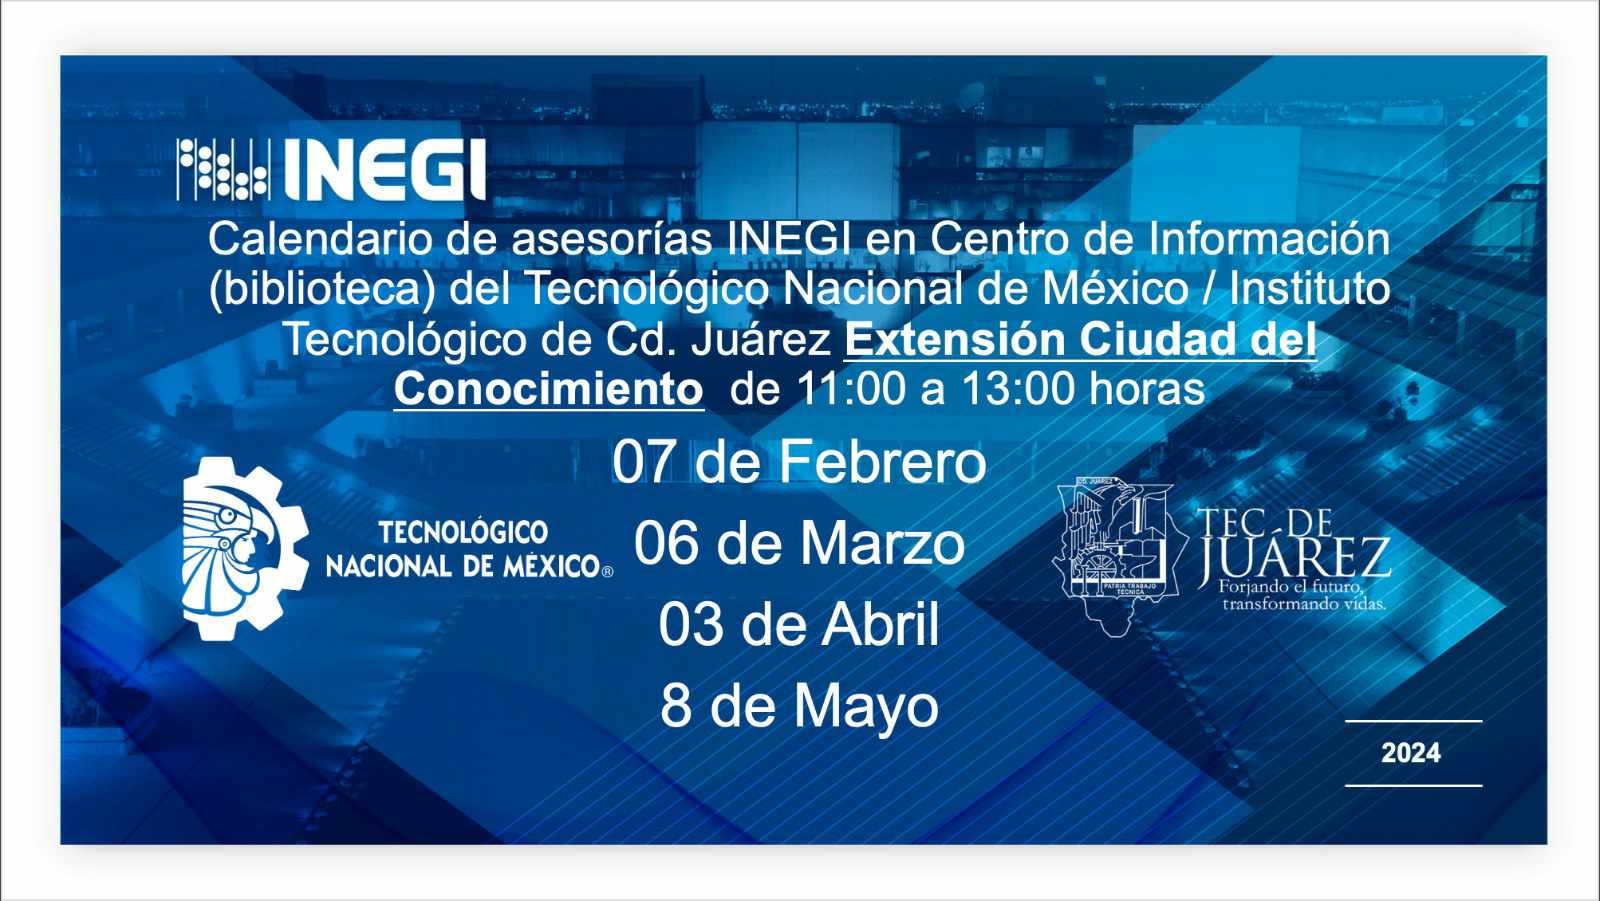 INEGI
Calendario de asesorías INEGI en Centro de Información
(biblioteca) del Tecnológico Nacional de México / Instituto
Tecnológico de Cd. Juárez Extensión Ciudad del
Conocimiento de 11:00 a 13:00 horas
07 de Febrero
06 de Marzo
03 de Abril
8 de Mayo
TECNOLÓGICO
NACIONAL DE MÉXICO®
CD. JUÁREZ
PATRIA TRABAJO
TÉCNICA
TEC. DE
JUÁREZ
Forjando el futuro,
transformando vidas.
2024